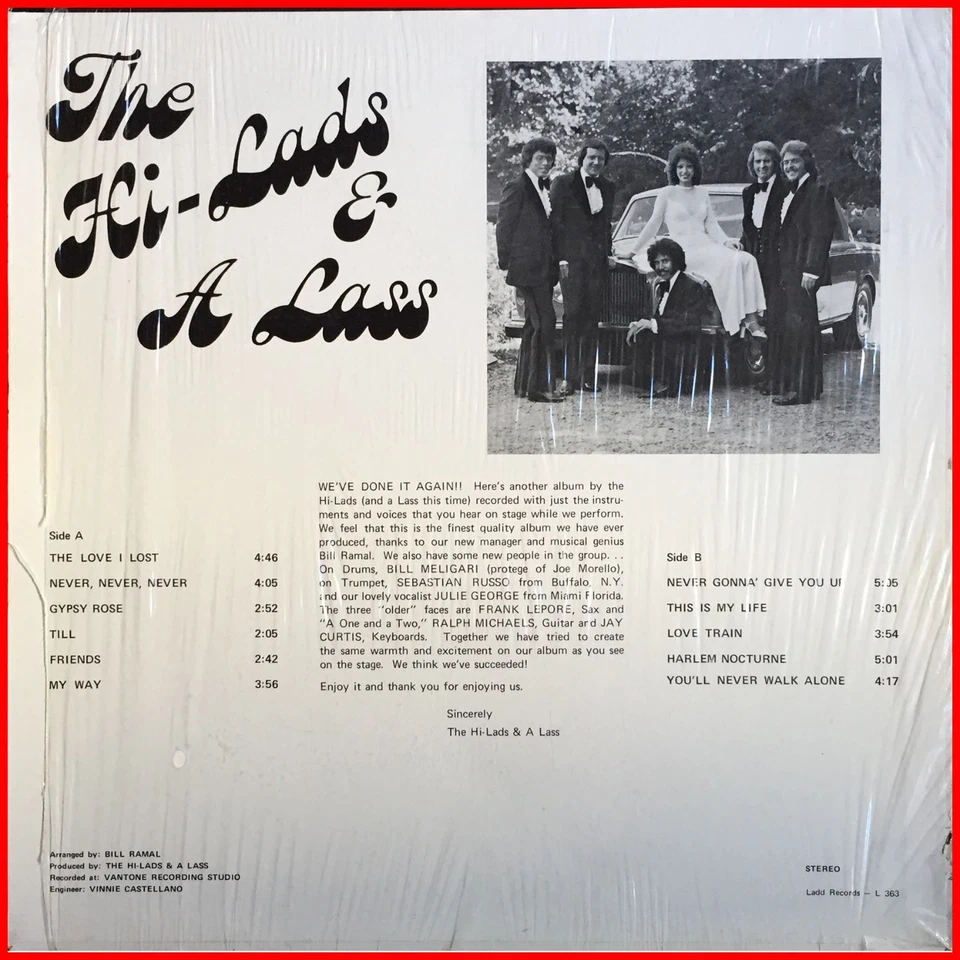 The
Hi-Lads
&
A Lass
WE'VE DONE IT AGAIN!! Here's another album by the
Hi-Lads (and a Lass this time) recorded with just the instru-
ments and voices that you hear on stage while we perform.
We feel that this is the finest quality album we have ever
produced, thanks to our new manager and musical genius
Bill Ramal. We also have some new people in the group. . .
On Drums, BILL MELIGARI (protege of Joe Morello),
on Trumpet, SEBASTIAN RUSSO from Buffalo, N.Y.
and our lovely vocalist JULIE GEORGE from Miami Florida.
The three "older" faces are FRANK LEPORE, Sax and
"A One and a Two," RALPH MICHAELS, Guitar and JAY
CURTIS, Keyboards. Together we have tried to create
the same warmth and excitement on our album as you see
on the stage. We think we've succeeded!
Enjoy it and thank you for enjoying us.
Sincerely
The Hi-Lads & A Lass
Side A
THE LOVE I LOST 4:46
NEVER, NEVER, NEVER 4:05
GYPSY ROSE 2:52
TILL 2:05
FRIENDS 2:42
MY WAY 3:56
Side B
NEVER GONNA' GIVE YOU UP 5:05
THIS IS MY LIFE 3:01
LOVE TRAIN 3:54
HARLEM NOCTURNE 5:01
YOU'LL NEVER WALK ALONE 4:17
Arranged by: BILL RAMAL
Produced by: THE HI-LADS & A LASS
Recorded at: VANTONE RECORDING STUDIO
Engineer: VINNIE CASTELLANO
STEREO
Ladd Records – L 363